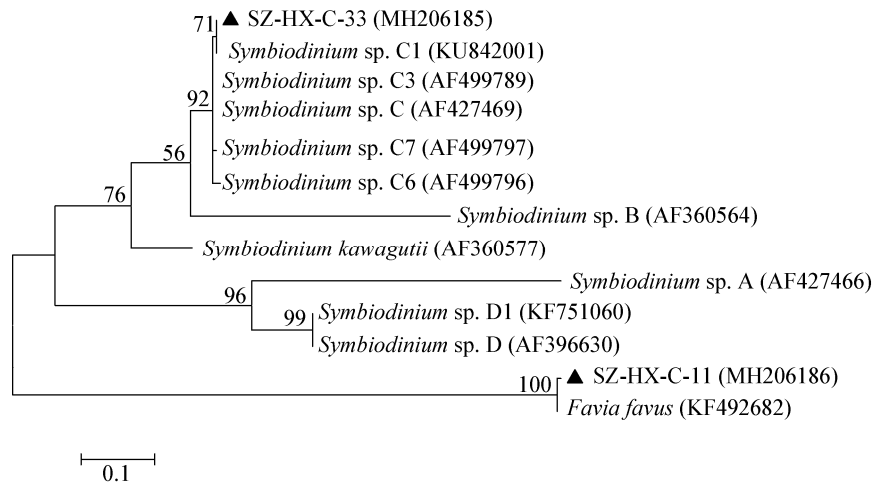 71 ▲ SZ-HX-C-33 (MH206185)
Symbiodinium sp. C1 (KU842001)
Symbiodinium sp. C3 (AF499789)
92 Symbiodinium sp. C (AF427469)
Symbiodinium sp. C7 (AF499797)
56
Symbiodinium sp. C6 (AF499796)
76
Symbiodinium sp. B (AF360564)
Symbiodinium kawagutii (AF360577)
Symbiodinium sp. A (AF427466)
96
Symbiodinium sp. D1 (KF751060)
99
Symbiodinium sp. D (AF396630)
▲ SZ-HX-C-11 (MH206186)
100
Favia favus (KF492682)
0.1